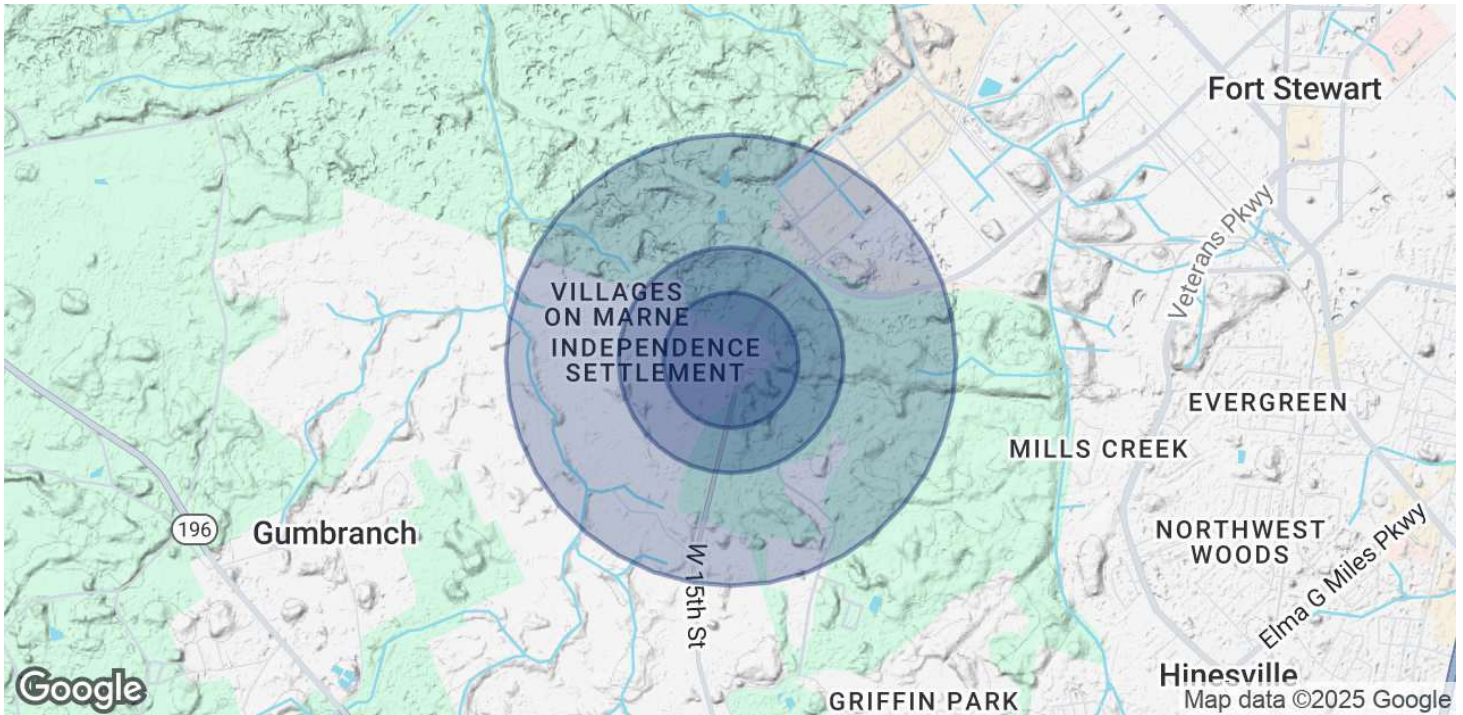 Fort Stewart
Veterans Pkwy
VILLAGES
ON MARNE
INDEPENDENCE
SETTLEMENT
EVERGREEN
MILLS CREEK
196
Gumbranch
NORTHWEST
WOODS
W 15th St
Elma G Miles Pkwy
Hinesville
GRIFFIN PARK
Google
Map data ©2025 Google